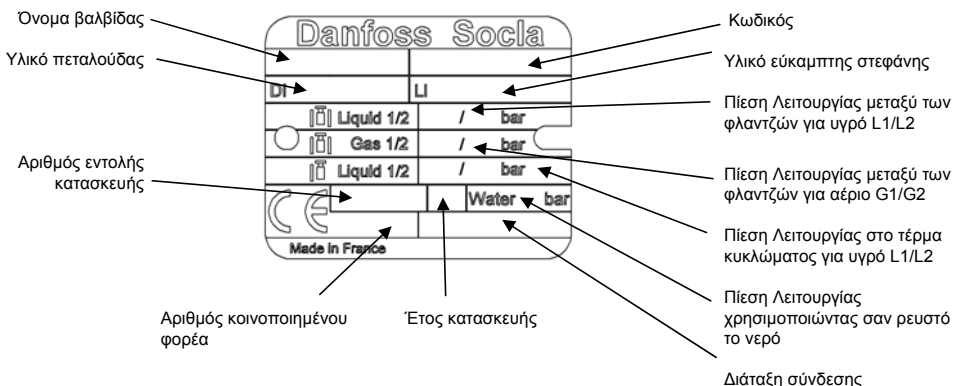 Όνομα βαλβίδας
Υλικό πεταλούδας
Αριθμός εντολής
κατασκευής
Danfoss Socla
DI LI
Liquid 1/2 / bar
Gas 1/2 / bar
Liquid 1/2 / bar
CE Water bar
Made in France
Κωδικός
Υλικό εύκαμπτης στεφάνης
Πίεση Λειτουργίας μεταξύ των
φλαντζών για υγρό L1/L2
Πίεση Λειτουργίας μεταξύ των
φλαντζών για αέριο G1/G2
Πίεση Λειτουργίας στο τέρμα
κυκλώματος για υγρό L1/L2
Πίεση Λειτουργίας
χρησιμοποιώντας σαν ρευστό
το νερό
Διάταξη σύνδεσης
Αριθμός κοινοποιημένου
φορέα
Έτος κατασκευής